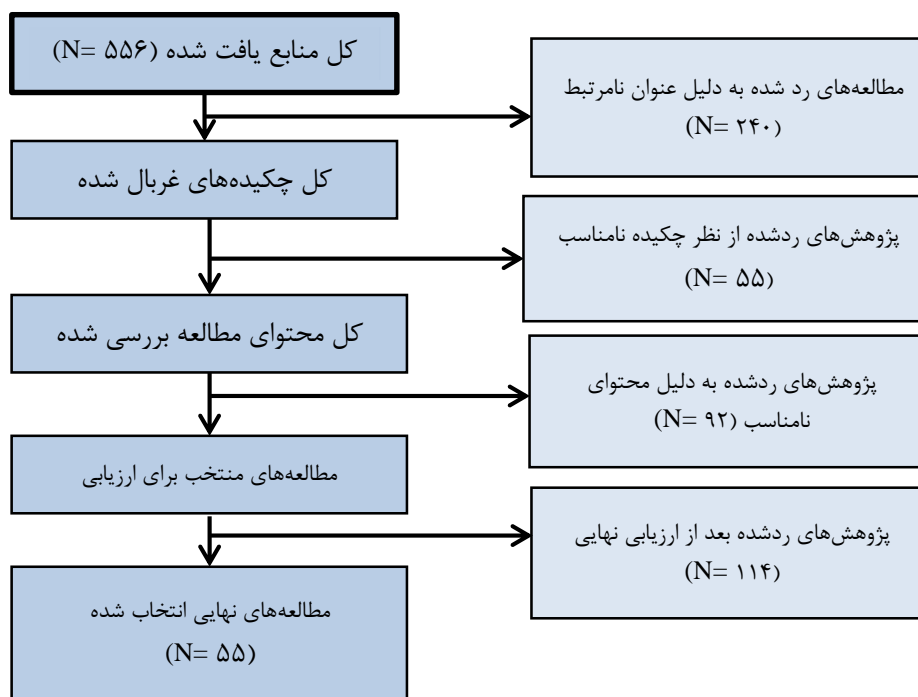 کل منابع یافت شده (N= ۵۵۶)
مطالعه‌های رد شده به دلیل عنوان نامرتبط
(N= ۲۴۰)
کل چکیده‌های غربال شده
پژوهش‌های ردشده از نظر چکیده نامناسب
(N= ۵۵)
کل محتوای مطالعه بررسی شده
پژوهش‌های ردشده به دلیل محتوای
نامناسب (N= ۹۲)
مطالعه‌های منتخب برای ارزیابی
پژوهش‌های ردشده بعد از ارزیابی نهایی
(N= ۱۱۴)
مطالعه‌های نهایی انتخاب شده
(N= ۵۵)